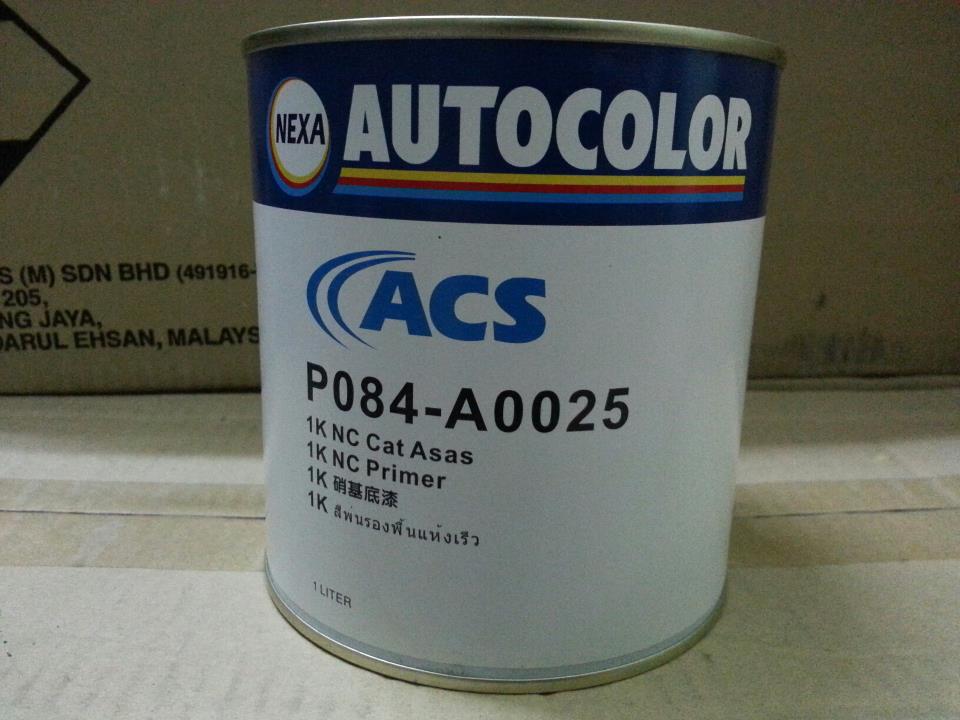 NEXA
AUTOCOLOR
ACS
P084-A0025
1K NC Cat Asas
1K NC Primer
1K 硝基底漆
1K สีพ่นรองพื้นแห้งเร็ว
1 LITER
S (M) SDN BHD (491916-
205,
NG JAYA,
DARUL EHSAN, MALAYS